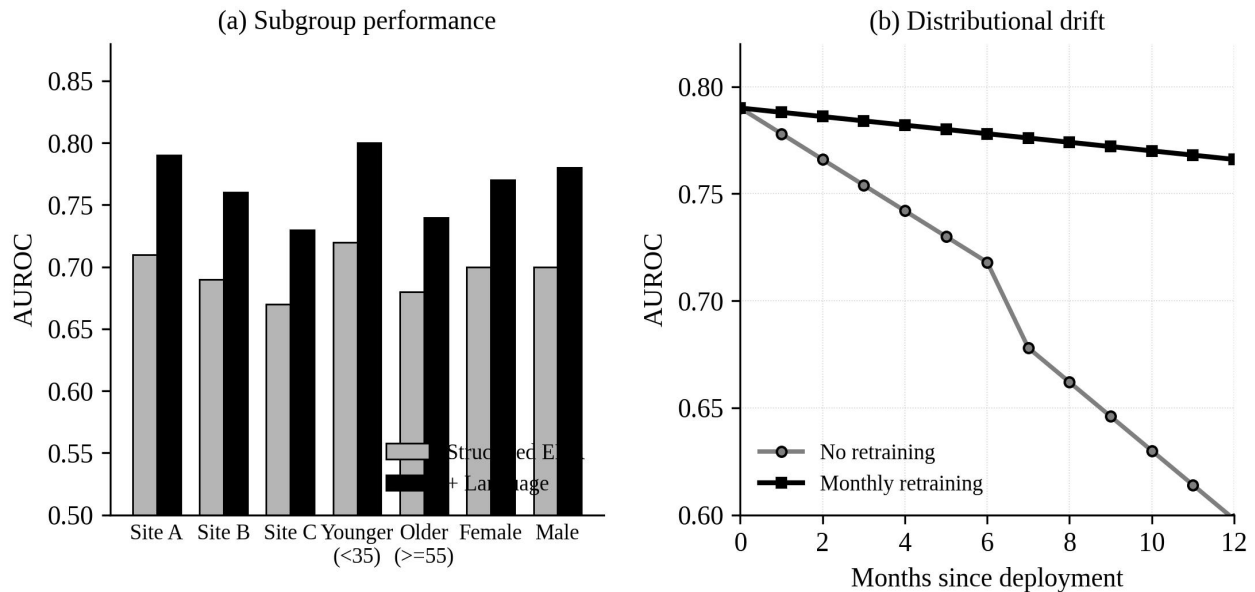 (a) Subgroup performance
AUROC
0.85
0.80
0.75
0.70
0.65
0.60
0.55
0.50
+ Language
Site A Site B Site C Younger (<35) Older (>=55) Female Male
(b) Distributional drift
AUROC
0.80
0.75
0.70
0.65
0.60
No retraining
Monthly retraining
0 2 4 6 8 10 12
Months since deployment